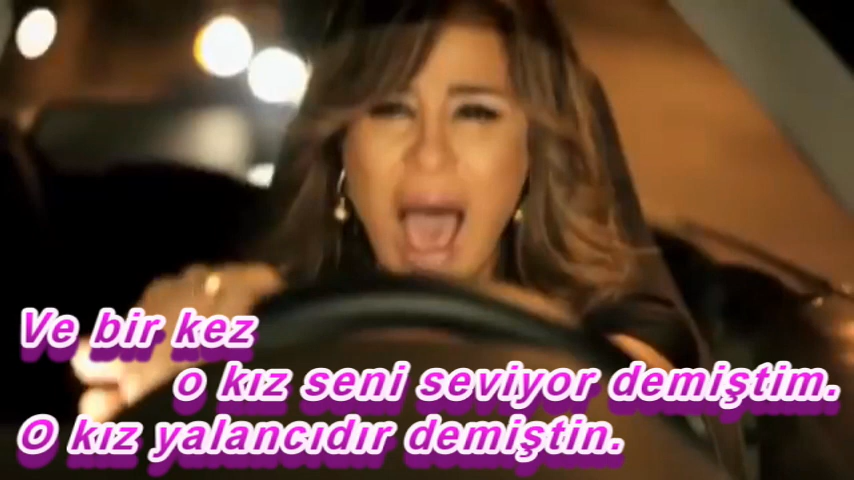 Ve bir kez
o kız seni seviyor demiştim.
O kız yalancıdır demiştin.